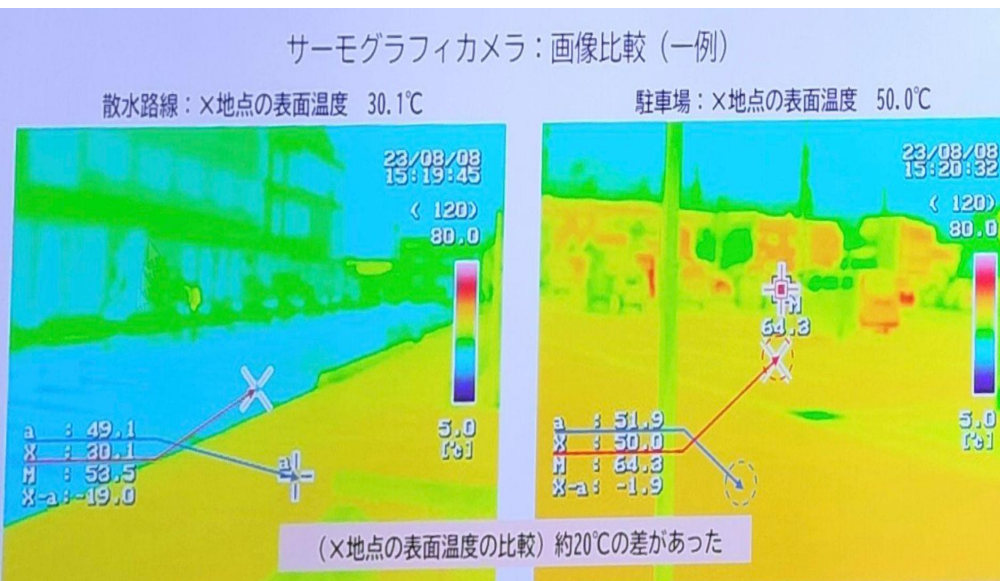 サーモグラフィカメラ：画像比較（一例）
散水路線：×地点の表面温度 30.1℃
23/08/08
15:19:45
( 120)
80.0
5.0
[℃]
a : 49.1
X : 30.1
M : 53.5
X-a:-19.0
a
駐車場：×地点の表面温度 50.0℃
23/08/08
15:20:32
( 120)
80.0
M
64.3
5.0
[℃]
a : 51.9
X : 50.0
M : 64.3
X-a: -1.9
（×地点の表面温度の比較）約20℃の差があった